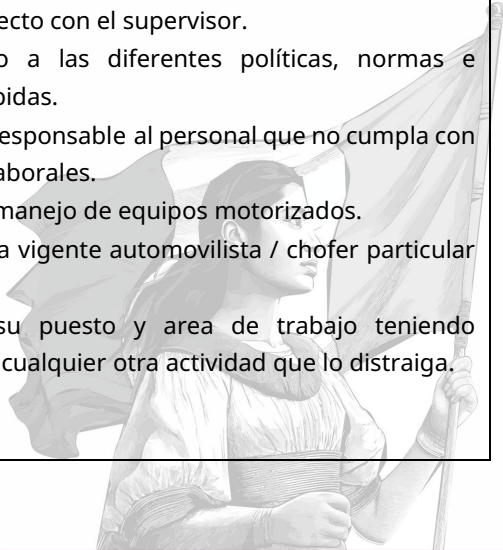 ecto con el supervisor.
o a las diferentes políticas, normas e
bidas.
esponsable al personal que no cumpla con
aborales.
manejo de equipos motorizados.
a vigente automovilista / chofer particular
su puesto y area de trabajo teniendo
cualquier otra actividad que lo distraiga.